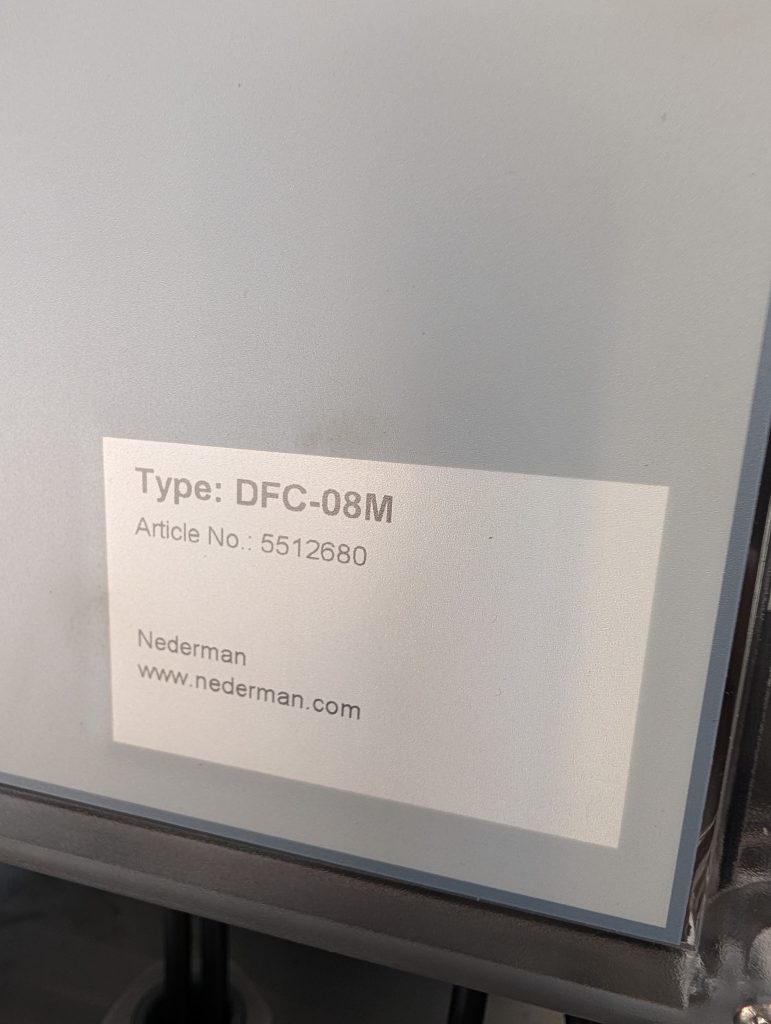 Type: DFC-08M
Article No.: 5512680
Nederman
www.nederman.com